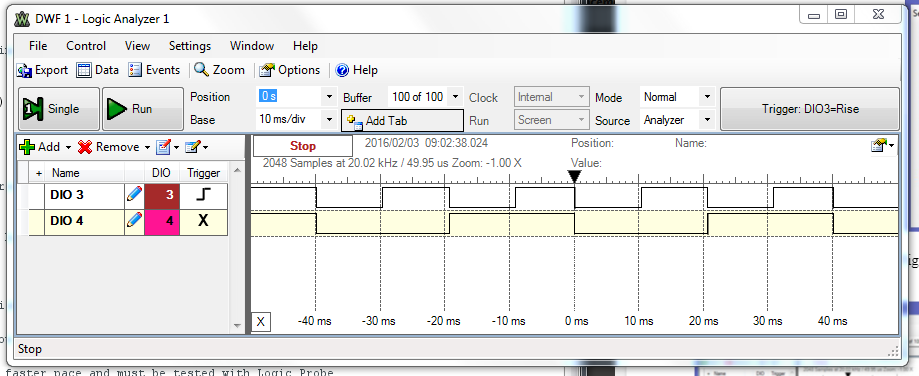 DWF 1 - Logic Analyzer 1
File Control View Settings Window Help
Export Data Events Zoom Options Help
Single Run Position 0 s Buffer 100 of 100 Clock Internal Mode Normal Trigger: DIO3=Rise
Base 10 ms/div Add Tab Run Screen Source Analyzer
Add Remove Stop 2016/02/03 09:02:38.024 Position: Name:
2048 Samples at 20.02 kHz / 49.95 us Zoom: -1.00 X Value:
+ Name DIO Trigger
DIO 3 3
DIO 4 4 X
X -40 ms -30 ms -20 ms -10 ms 0 ms 10 ms 20 ms 30 ms 40 ms
Stop
faster pace and must be tested with Logic Probe